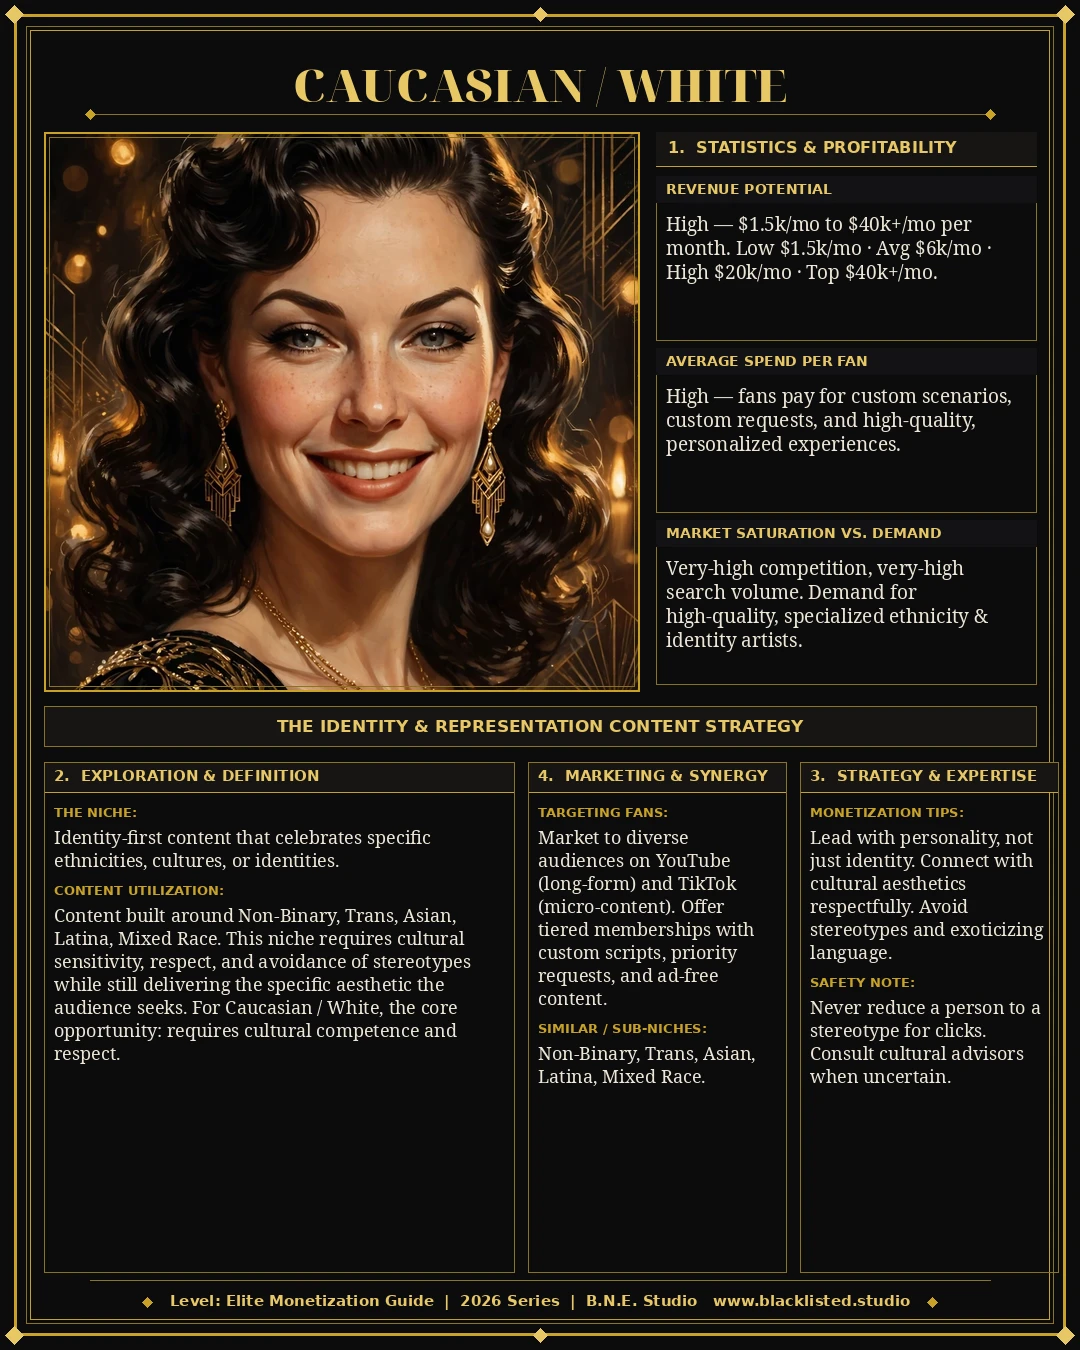 CAUCASIAN / WHITE
1. STATISTICS & PROFITABILITY
REVENUE POTENTIAL
High — $1.5k/mo to $40k+/mo per
month. Low $1.5k/mo · Avg $6k/mo ·
High $20k/mo · Top $40k+/mo.
AVERAGE SPEND PER FAN
High — fans pay for custom scenarios,
custom requests, and high-quality,
personalized experiences.
MARKET SATURATION VS. DEMAND
Very-high competition, very-high
search volume. Demand for
high-quality, specialized ethnicity &
identity artists.
THE IDENTITY & REPRESENTATION CONTENT STRATEGY
2. EXPLORATION & DEFINITION
THE NICHE:
Identity-first content that celebrates specific
ethnicities, cultures, or identities.
CONTENT UTILIZATION:
Content built around Non-Binary, Trans, Asian,
Latina, Mixed Race. This niche requires cultural
sensitivity, respect, and avoidance of stereotypes
while still delivering the specific aesthetic the
audience seeks. For Caucasian / White, the core
opportunity: requires cultural competence and
respect.
4. MARKETING & SYNERGY
TARGETING FANS:
Market to diverse
audiences on YouTube
(long-form) and TikTok
(micro-content). Offer
tiered memberships with
custom scripts, priority
requests, and ad-free
content.
SIMILAR / SUB-NICHES:
Non-Binary, Trans, Asian,
Latina, Mixed Race.
3. STRATEGY & EXPERTISE
MONETIZATION TIPS:
Lead with personality, not
just identity. Connect with
cultural aesthetics
respectfully. Avoid
stereotypes and exoticizing
language.
SAFETY NOTE:
Never reduce a person to a
stereotype for clicks.
Consult cultural advisors
when uncertain.
Level: Elite Monetization Guide | 2026 Series | B.N.E. Studio www.blacklisted.studio